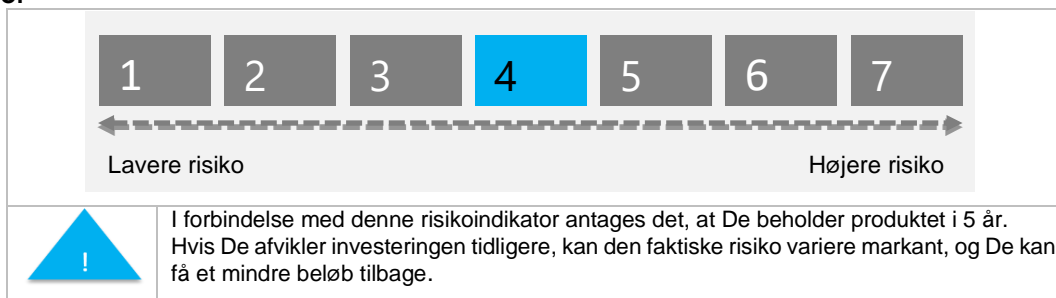 1 2 3 4 5 6 7
Lavere risiko Højere risiko
I forbindelse med denne risikoindikator antages det, at De beholder produktet i 5 år.
Hvis De afvikler investeringen tidligere, kan den faktiske risiko variere markant, og De kan
få et mindre beløb tilbage.
!